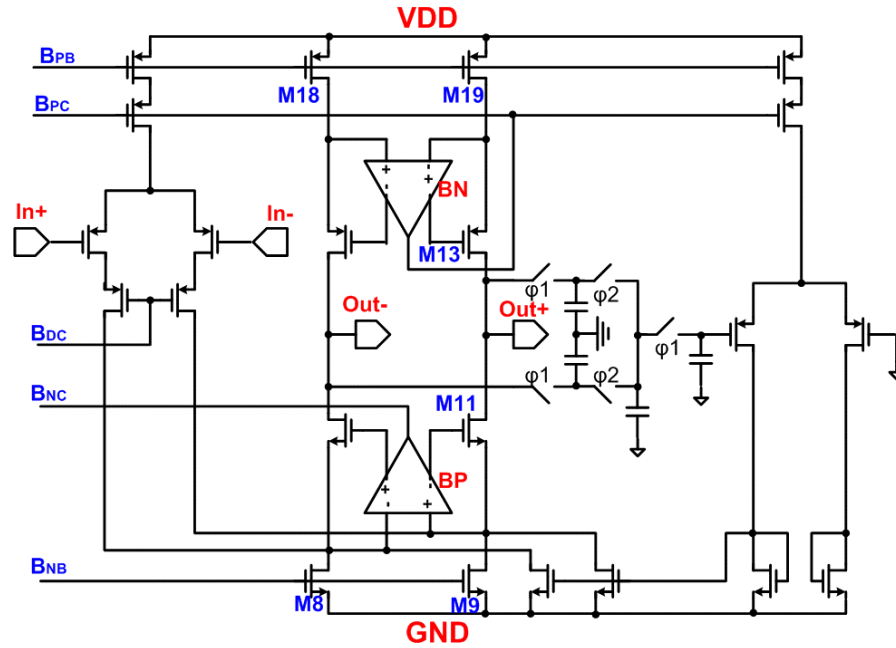 VDD
BPB
M18
M19
BPC
BN
In+
In-
M13
φ1
φ2
Out-
Out+
φ1
BDC
φ1
φ2
BNC
M11
BP
BNB
M8
M9
GND